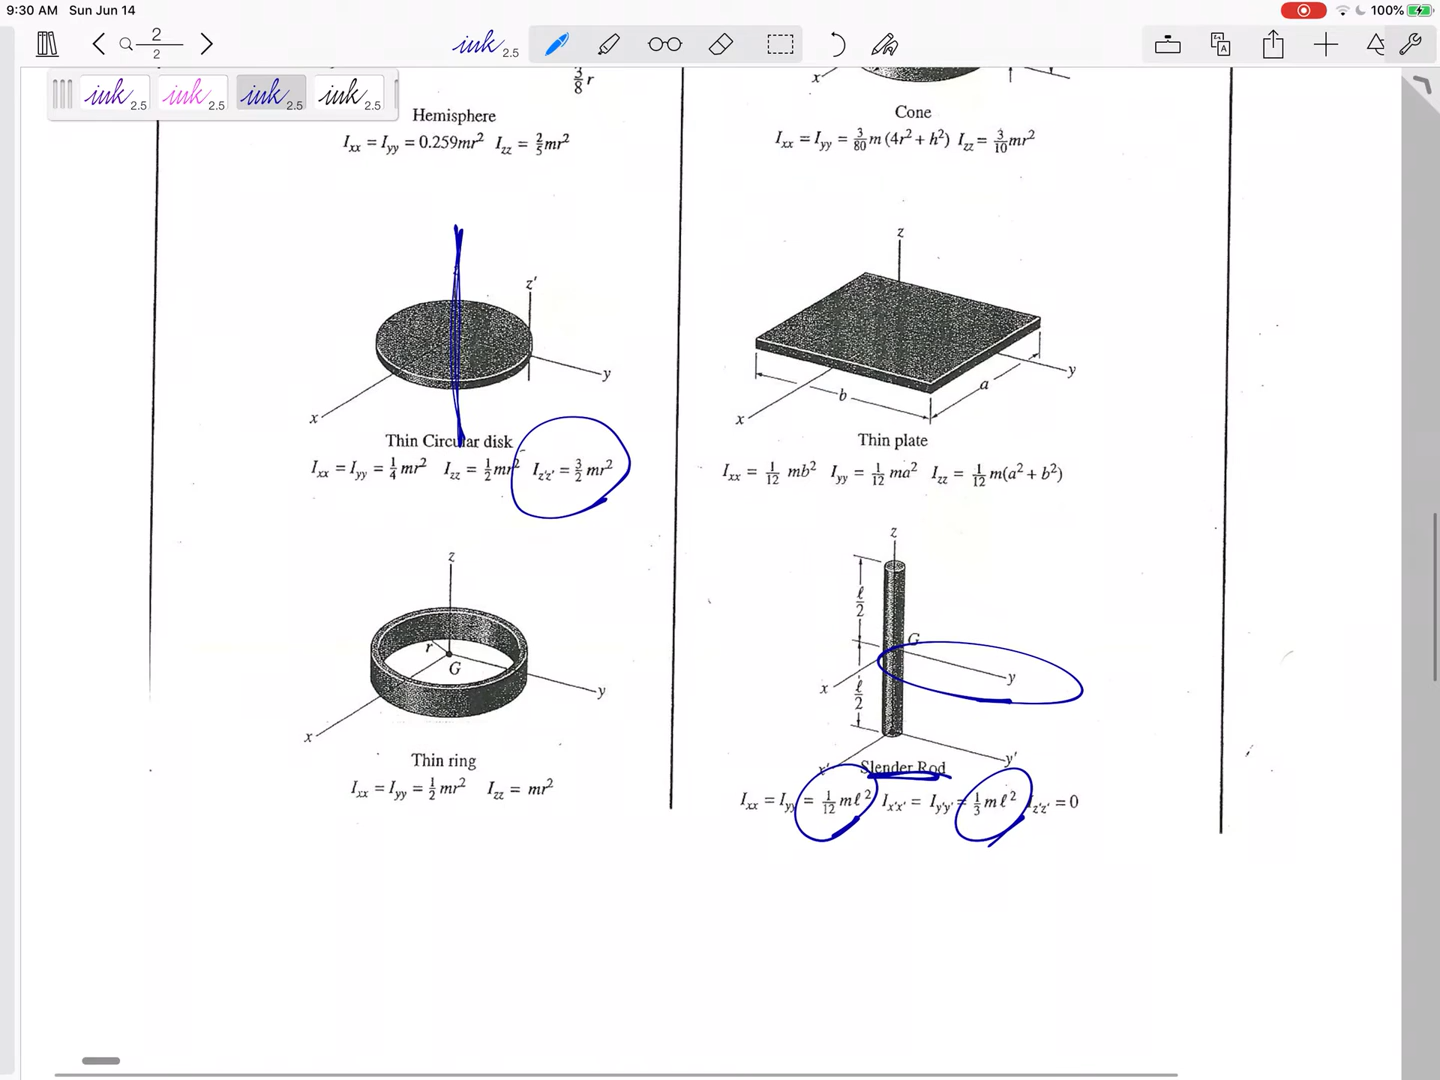 9:30 AM Sun Jun 14
100%
2
2
ink 2.5
ink 2.5
ink 2.5
ink 2.5
ink 2.5
3/8 r
Hemisphere
Ixx = Iyy = 0.259mr² Izz = 2/5 mr²
x
Cone
Ixx = Iyy = 3/80 m (4r² + h²) Izz = 3/10 mr²
z'
y
x
Thin Circular disk
Ixx = Iyy = 1/4 mr² Izz = 1/2 mr² Iz'z' = 3/2 mr²
z
y
a
b
x
Thin plate
Ixx = 1/12 mb² Iyy = 1/12 ma² Izz = 1/12 m(a² + b²)
z
r
G
y
x
Thin ring
Ixx = Iyy = 1/2 mr² Izz = mr²
z
ℓ/2
G
y
x
ℓ/2
y'
x'
Slender Rod
Ixx = Iyy = 1/12 mℓ² Ix'x' = Iy'y' = 1/3 mℓ² Iz'z' = 0